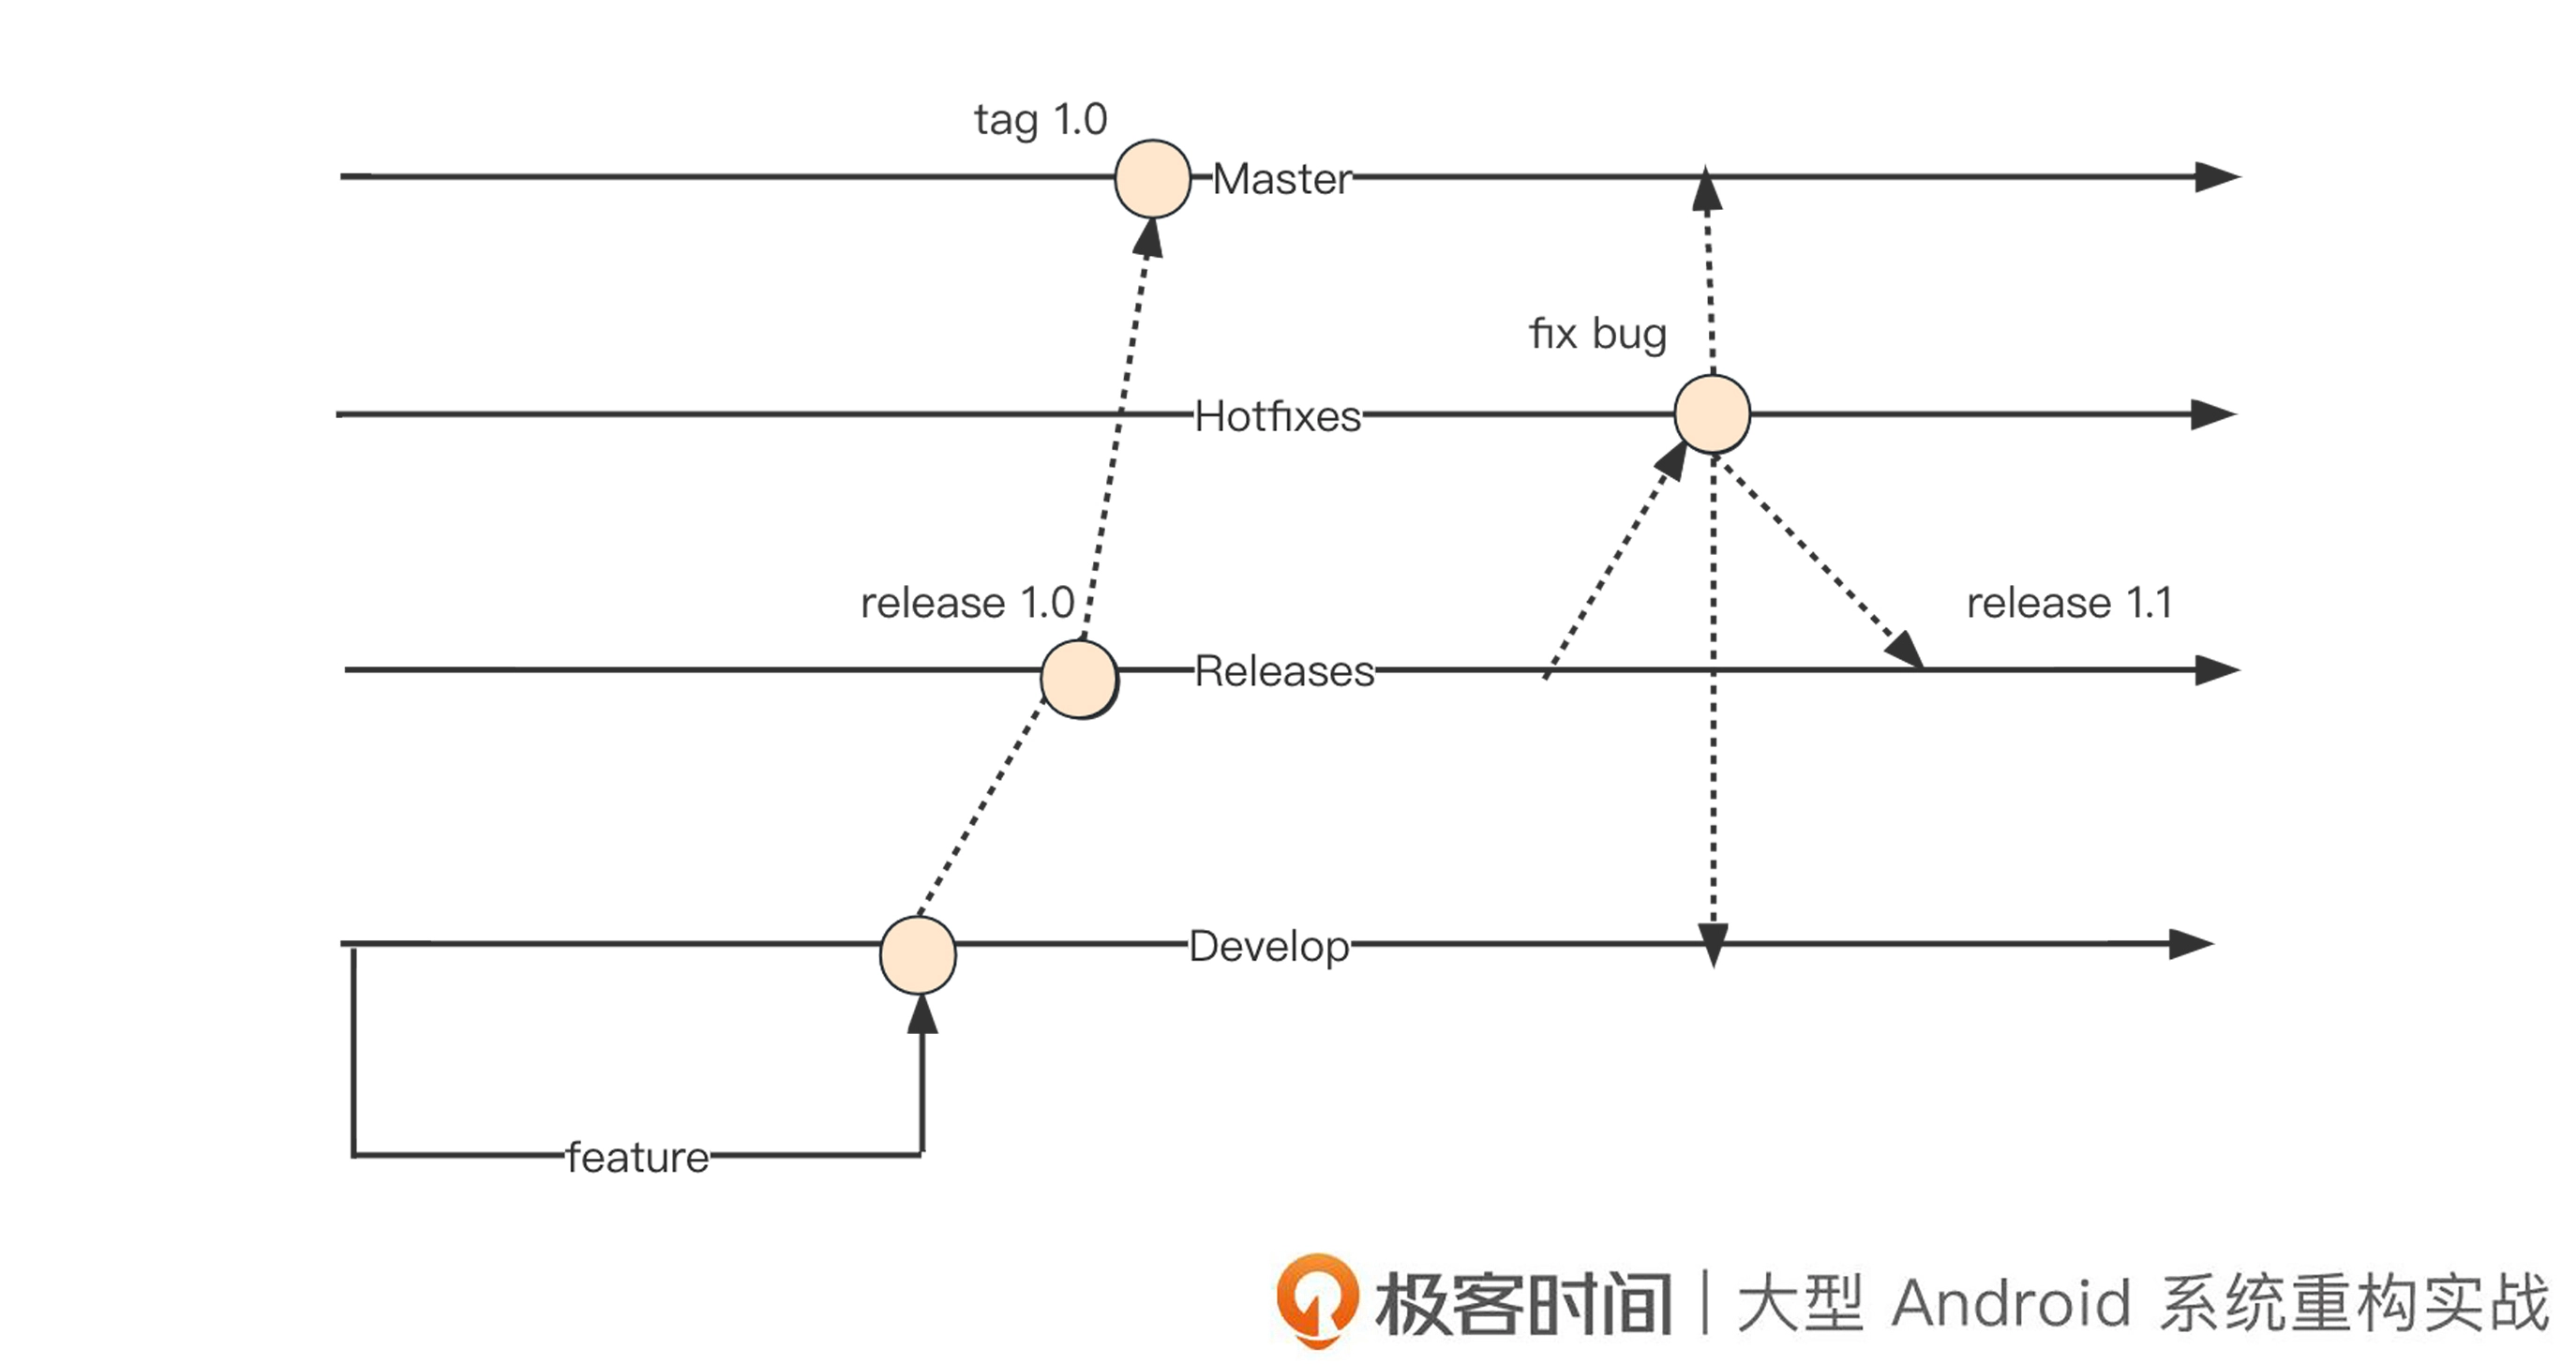 tag 1.0
Master
fix bug
Hotfixes
release 1.0
release 1.1
Releases
Develop
feature
极客时间 | 大型 Android 系统重构实战